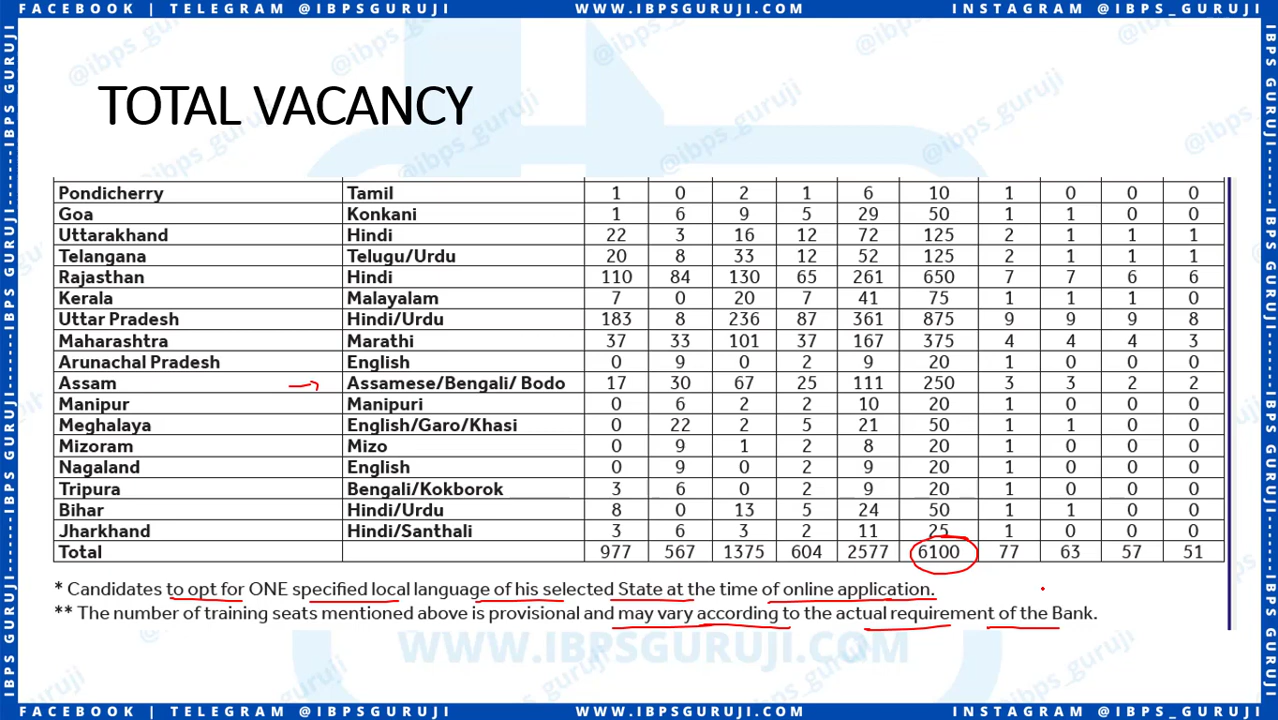 FACEBOOK | TELEGRAM @IBPSGURUJI WWW.IBPSGURUJI.COM INSTAGRAM @IBPS_GURUJI
TOTAL VACANCY
Pondicherry Tamil 1 0 2 1 6 10 1 0 0 0
Goa Konkani 1 6 9 5 29 50 1 1 0 0
Uttarakhand Hindi 22 3 16 12 72 125 2 1 1 1
Telangana Telugu/Urdu 20 8 33 12 52 125 2 1 1 1
Rajasthan Hindi 110 84 130 65 261 650 7 7 6 6
Kerala Malayalam 7 0 20 7 41 75 1 1 1 0
Uttar Pradesh Hindi/Urdu 183 8 236 87 361 875 9 9 9 8
Maharashtra Marathi 37 33 101 37 167 375 4 4 4 3
Arunachal Pradesh English 0 9 0 2 9 20 1 0 0 0
Assam Assamese/Bengali/ Bodo 17 30 67 25 111 250 3 3 2 2
Manipur Manipuri 0 6 2 2 10 20 1 0 0 0
Meghalaya English/Garo/Khasi 0 22 2 5 21 50 1 1 0 0
Mizoram Mizo 0 9 1 2 8 20 1 0 0 0
Nagaland English 0 9 0 2 9 20 1 0 0 0
Tripura Bengali/Kokborok 3 6 0 2 9 20 1 0 0 0
Bihar Hindi/Urdu 8 0 13 5 24 50 1 1 0 0
Jharkhand Hindi/Santhali 3 6 3 2 11 25 1 0 0 0
Total 977 567 1375 604 2577 6100 77 63 57 51
* Candidates to opt for ONE specified local language of his selected State at the time of online application.
** The number of training seats mentioned above is provisional and may vary according to the actual requirement of the Bank.
WWW.IBPSGURUJI.COM
FACEBOOK | TELEGRAM @IBPSGURUJI WWW.IBPSGURUJI.COM INSTAGRAM @IBPS_GURUJI